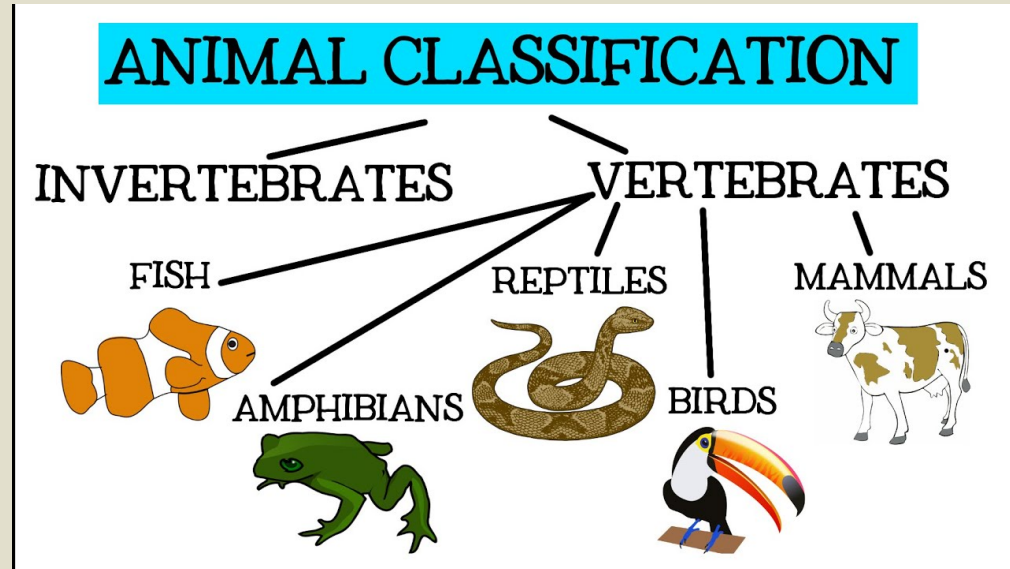 ANIMAL CLASSIFICATION
INVERTEBRATES
VERTEBRATES
FISH
REPTILES
MAMMALS
AMPHIBIANS
BIRDS